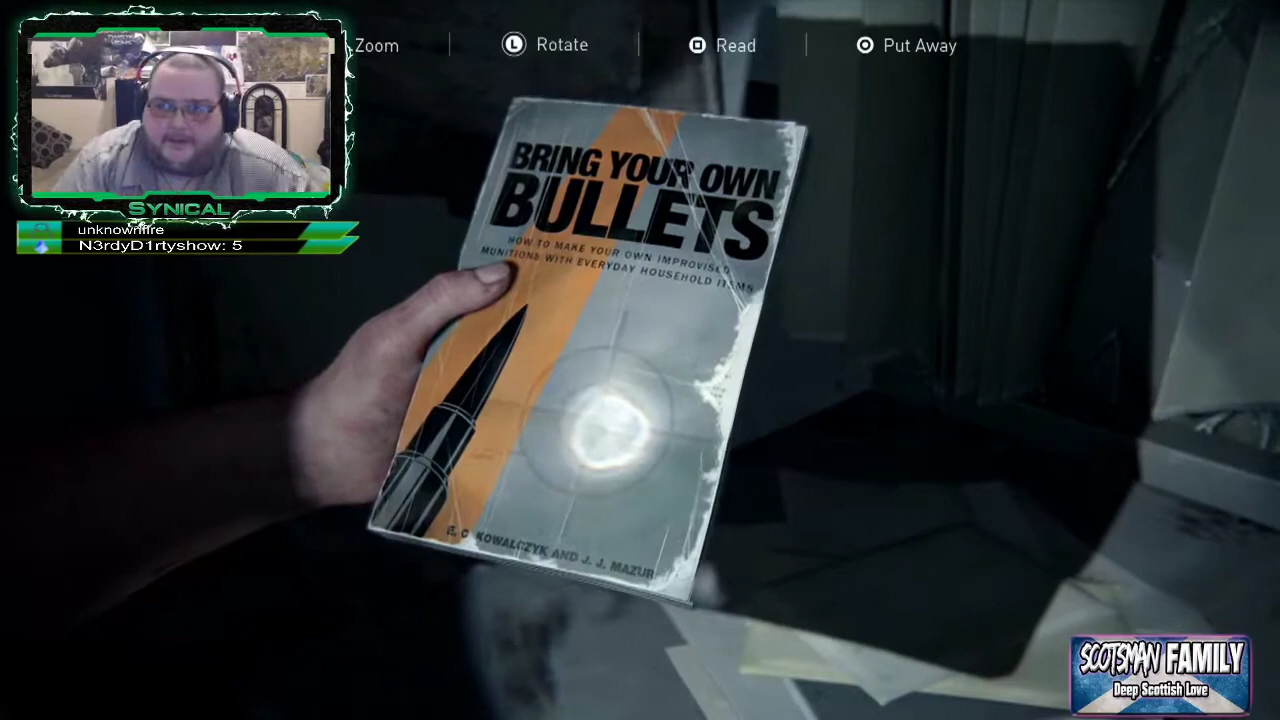 Zoom
Rotate
Read
Put Away
SYNICAL
unknownfire
N3rdyD1rtyshow: 5
BRING YOUR OWN
BULLETS
HOW TO MAKE YOUR OWN IMPROVISED
MUNITIONS WITH EVERYDAY HOUSEHOLD ITEMS
E. C. KOWALCZYK AND J. J. MAZUR
SCOTSMAN FAMILY
Deep Scottish Love